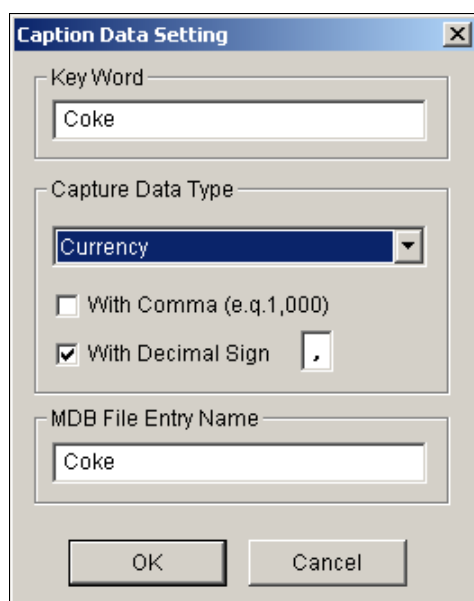 Caption Data Setting
Key Word
Coke
Capture Data Type
Currency
With Comma (e.q.1,000)
With Decimal Sign ,
MDB File Entry Name
Coke
OK Cancel